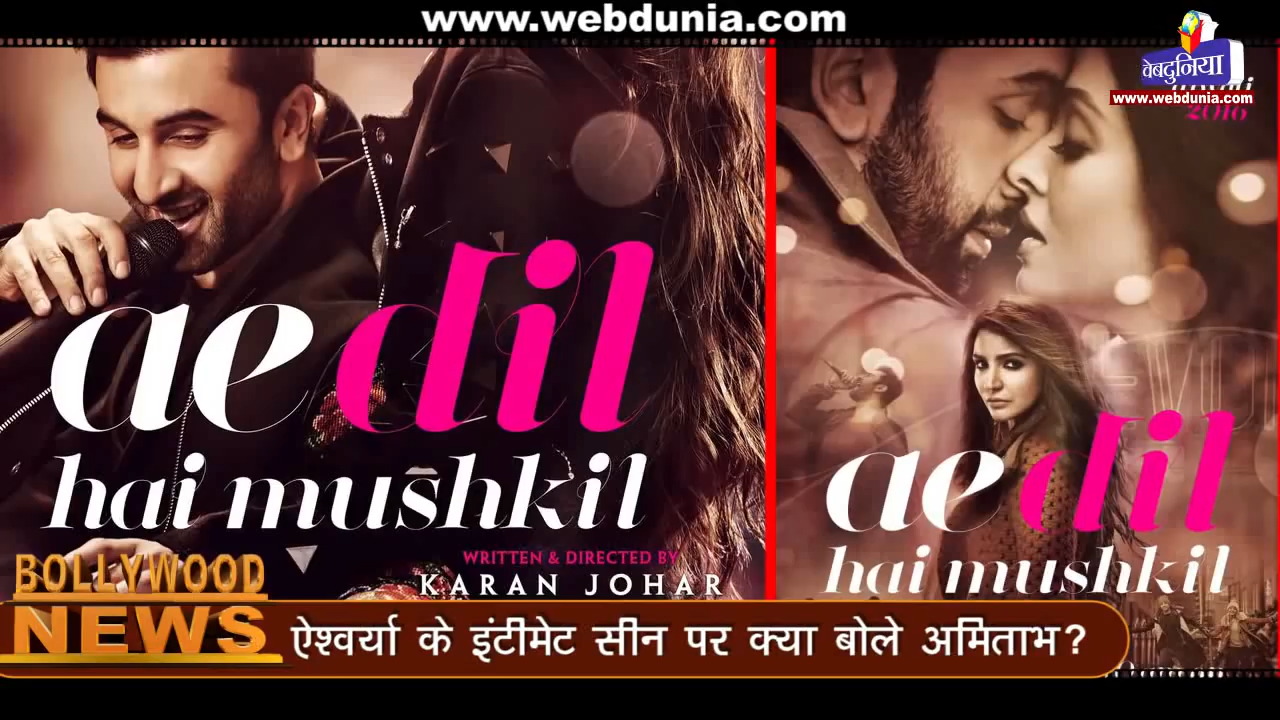 www.webdunia.com
वेबदुनिया
www.webdunia.com
2016
ae dil
hai mushkil
WRITTEN & DIRECTED BY
KARAN JOHAR
ae dil
hai mushkil
BOLLYWOOD
NEWS
ऐश्वर्या के इंटीमेट सीन पर क्या बोले अमिताभ?